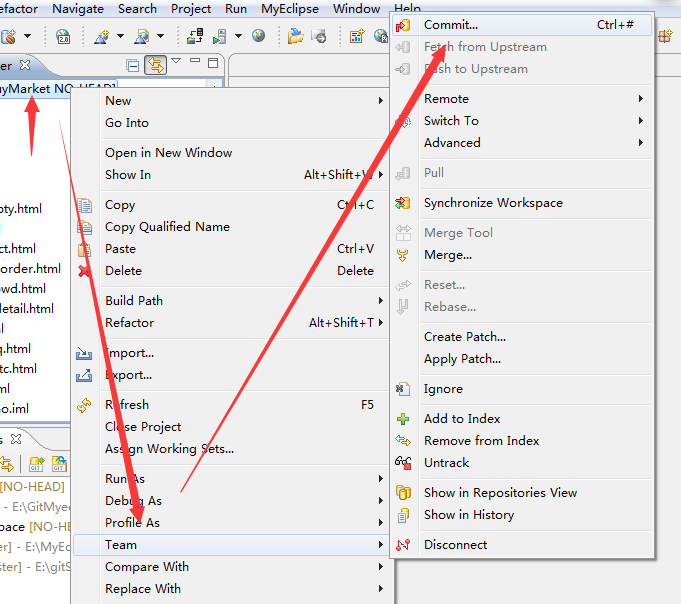 efactor Navigate Search Project Run MyEclipse Window Help
er
yMarket NO-HEAD]
pty.html
ct.html
order.html
wd.html
detail.html
ml
q.html
tc.html
ml
no.iml
s
[NO-HEAD]
- E:\GitMye
pace [NO-H
ter] - E:\MyEc
ster] - E:\gitS
New
Go Into
Open in New Window
Show In Alt+Shift+W
Copy Ctrl+C
Copy Qualified Name
Paste Ctrl+V
Delete Delete
Build Path
Refactor Alt+Shift+T
Import...
Export...
Refresh F5
Close Project
Assign Working Sets...
Run As
Debug As
Profile As
Team
Compare With
Replace With
Commit... Ctrl+#
Fetch from Upstream
Push to Upstream
Remote
Switch To
Advanced
Pull
Synchronize Workspace
Merge Tool
Merge...
Reset...
Rebase...
Create Patch...
Apply Patch...
Ignore
Add to Index
Remove from Index
Untrack
Show in Repositories View
Show in History
Disconnect